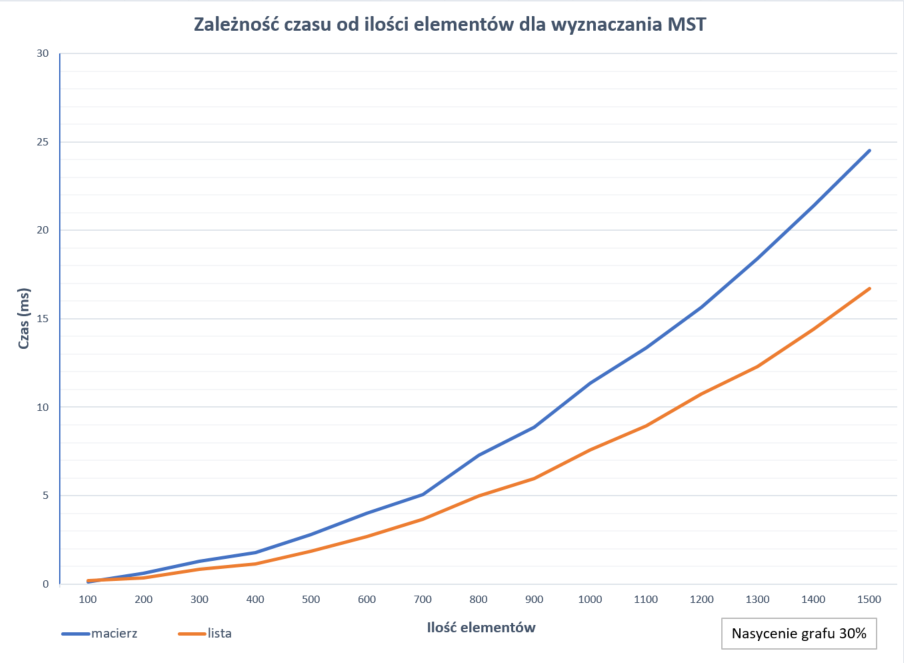 Zależność czasu od ilości elementów dla wyznaczania MST
30
25
20
15
10
5
0
Czas (ms)
100 200 300 400 500 600 700 800 900 1000 1100 1200 1300 1400 1500
Ilość elementów
macierz lista
Nasycenie grafu 30%